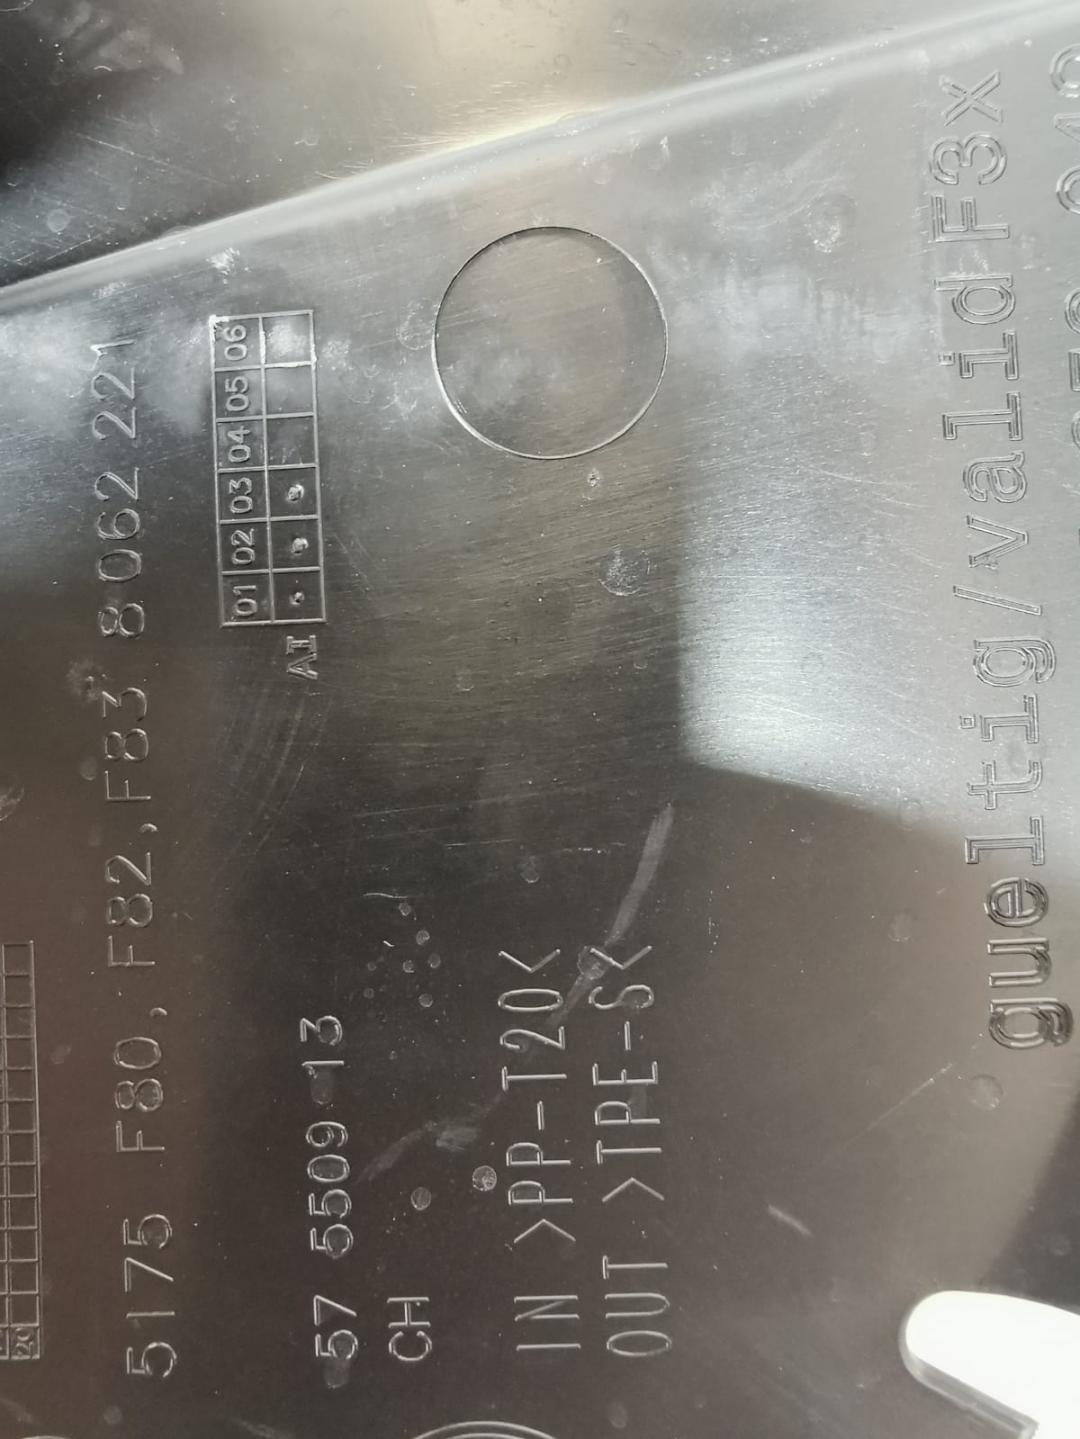 5175 F80, F82, F83 8 062 221
01 02 03 04 05 06
AI
57 5509 13
CH
IN >PP-T20<
OUT >TPE-S<
gueltig/valid F3x